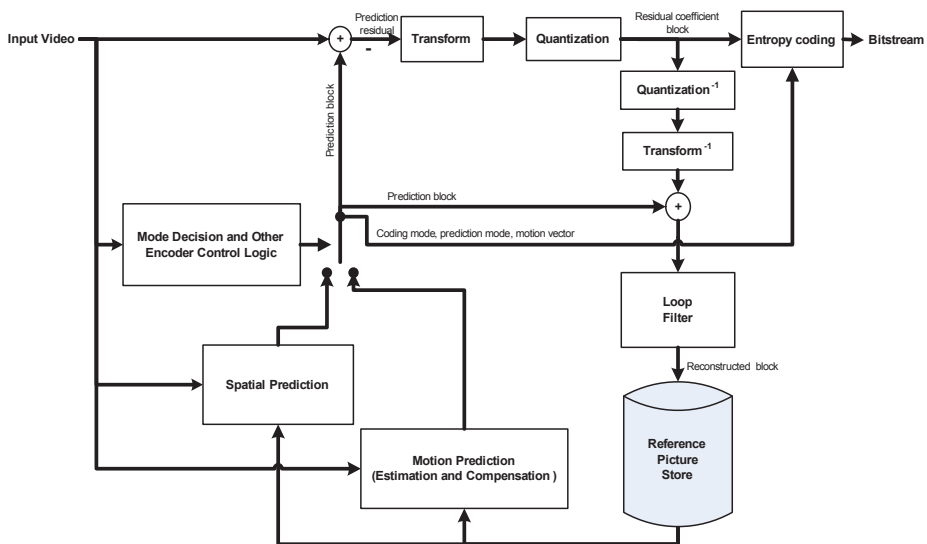 Prediction
residual
Residual coefficient
block
Input Video
+
-
Transform
Quantization
Entropy coding
Bitstream
Quantization -1
Prediction block
Transform -1
Prediction block
+
Mode Decision and Other
Encoder Control Logic
Coding mode, prediction mode, motion vector
Loop
Filter
Reconstructed block
Spatial Prediction
Reference
Picture
Store
Motion Prediction
(Estimation and Compensation )